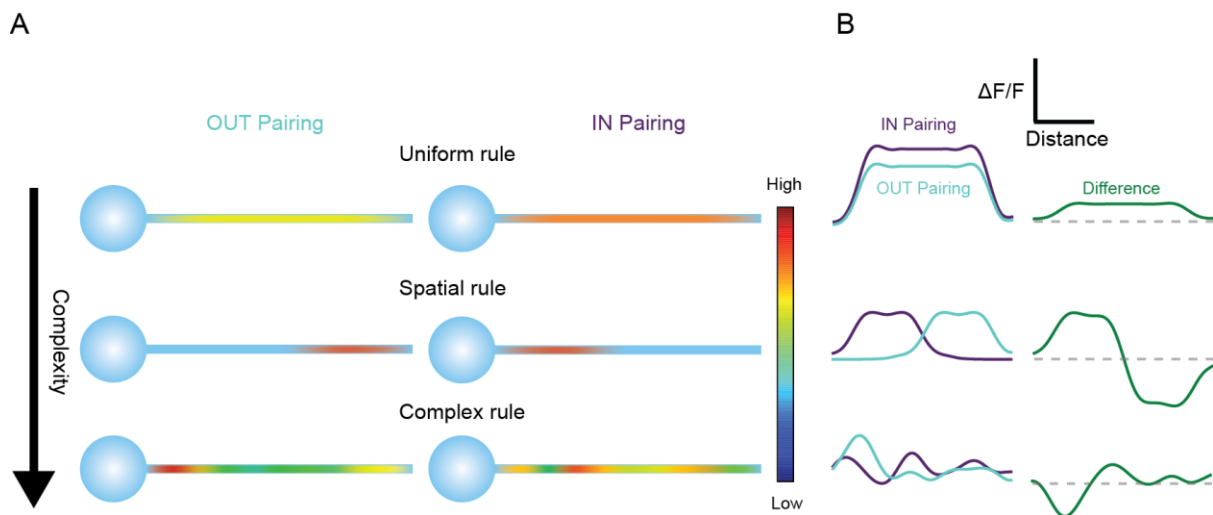 A
B
OUT Pairing
IN Pairing
Uniform rule
Spatial rule
Complex rule
Complexity
High
Low
ΔF/F
Distance
IN Pairing
OUT Pairing
Difference